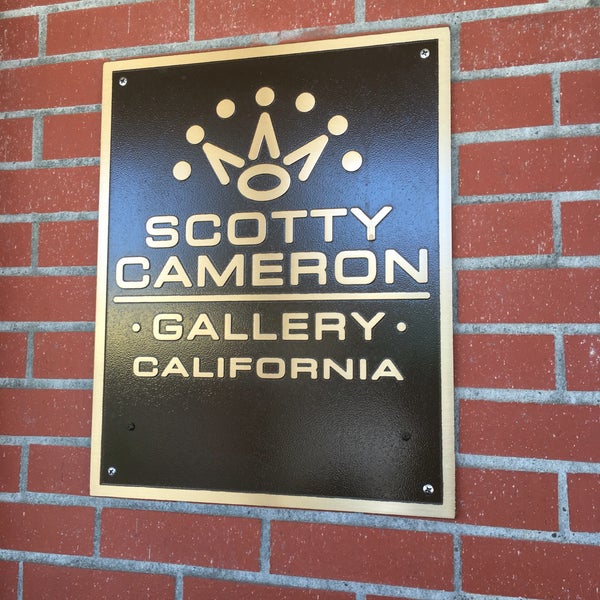 SCOTTY
CAMERON
· GALLERY ·
CALIFORNIA